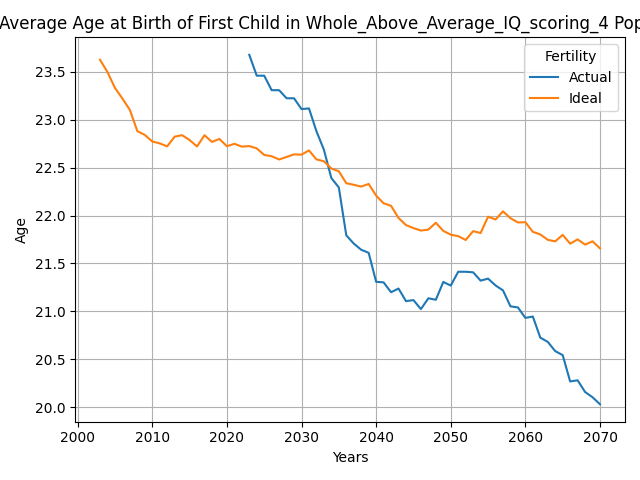 Average Age at Birth of First Child in Whole_Above_Average_IQ_scoring_4 Pop
Fertility
Actual
Ideal
23.5
23.0
22.5
22.0
21.5
21.0
20.5
20.0
Age
2000 2010 2020 2030 2040 2050 2060 2070
Years